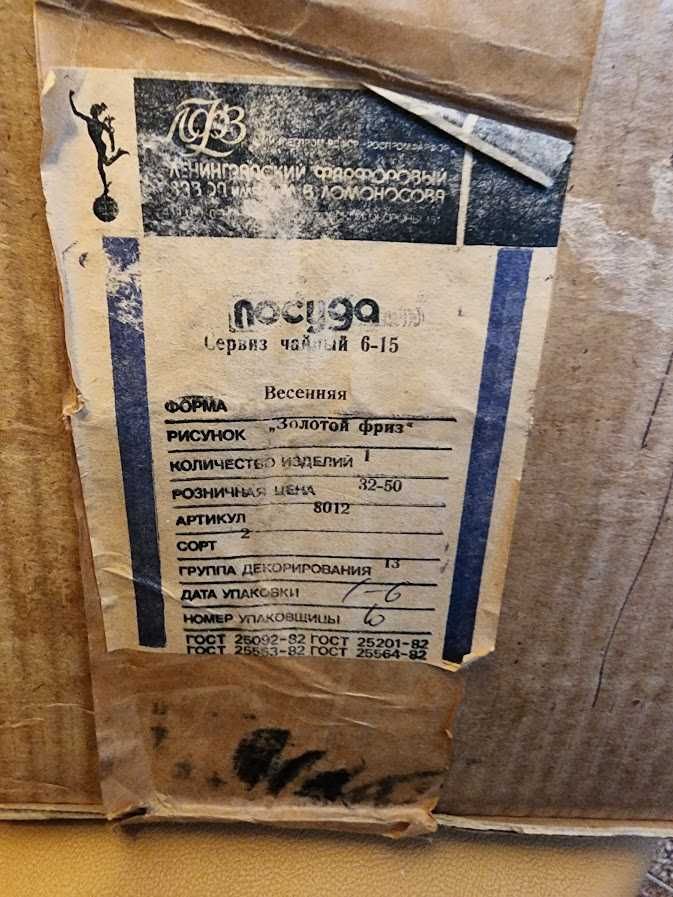 ЛФЗ
ЛЕНИНГРАДСКИЙ ФАРФОРОВЫЙ
ЛОМОНОСОВА
посуда
Сервиз чайный 6-15
ФОРМА Весенняя
РИСУНОК „Золотой фриз"
КОЛИЧЕСТВО ИЗДЕЛИЙ 1
РОЗНИЧНАЯ ЦЕНА 32-50
АРТИКУЛ 8012
СОРТ 2
ГРУППА ДЕКОРИРОВАНИЯ 13
ДАТА УПАКОВКИ
НОМЕР УПАКОВЩИЦЫ 6
ГОСТ 25092-82 ГОСТ 25201-82
ГОСТ 25553-82 ГОСТ 25564-82